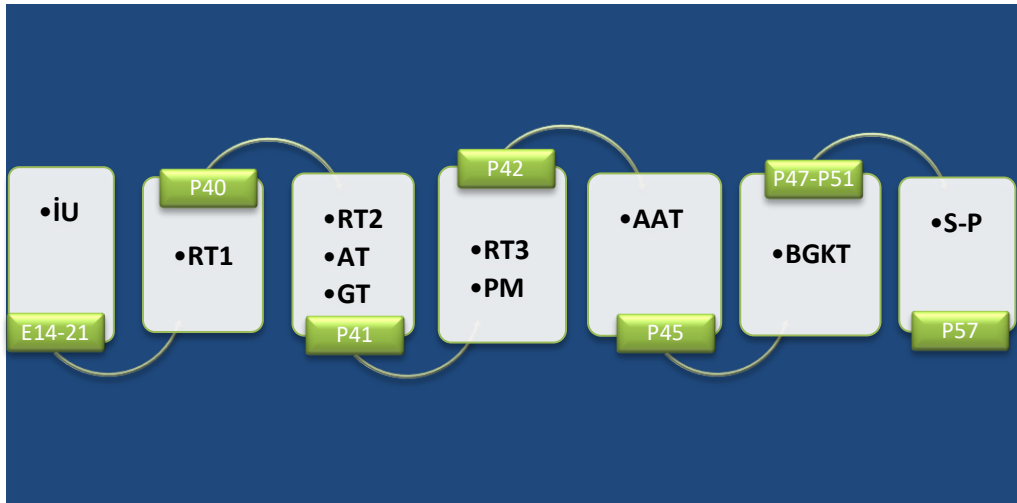 •İU
E14-21
P40
•RT1
•RT2
•AT
•GT
P41
P42
•RT3
•PM
•AAT
P45
P47-P51
•BGKT
•S-P
P57